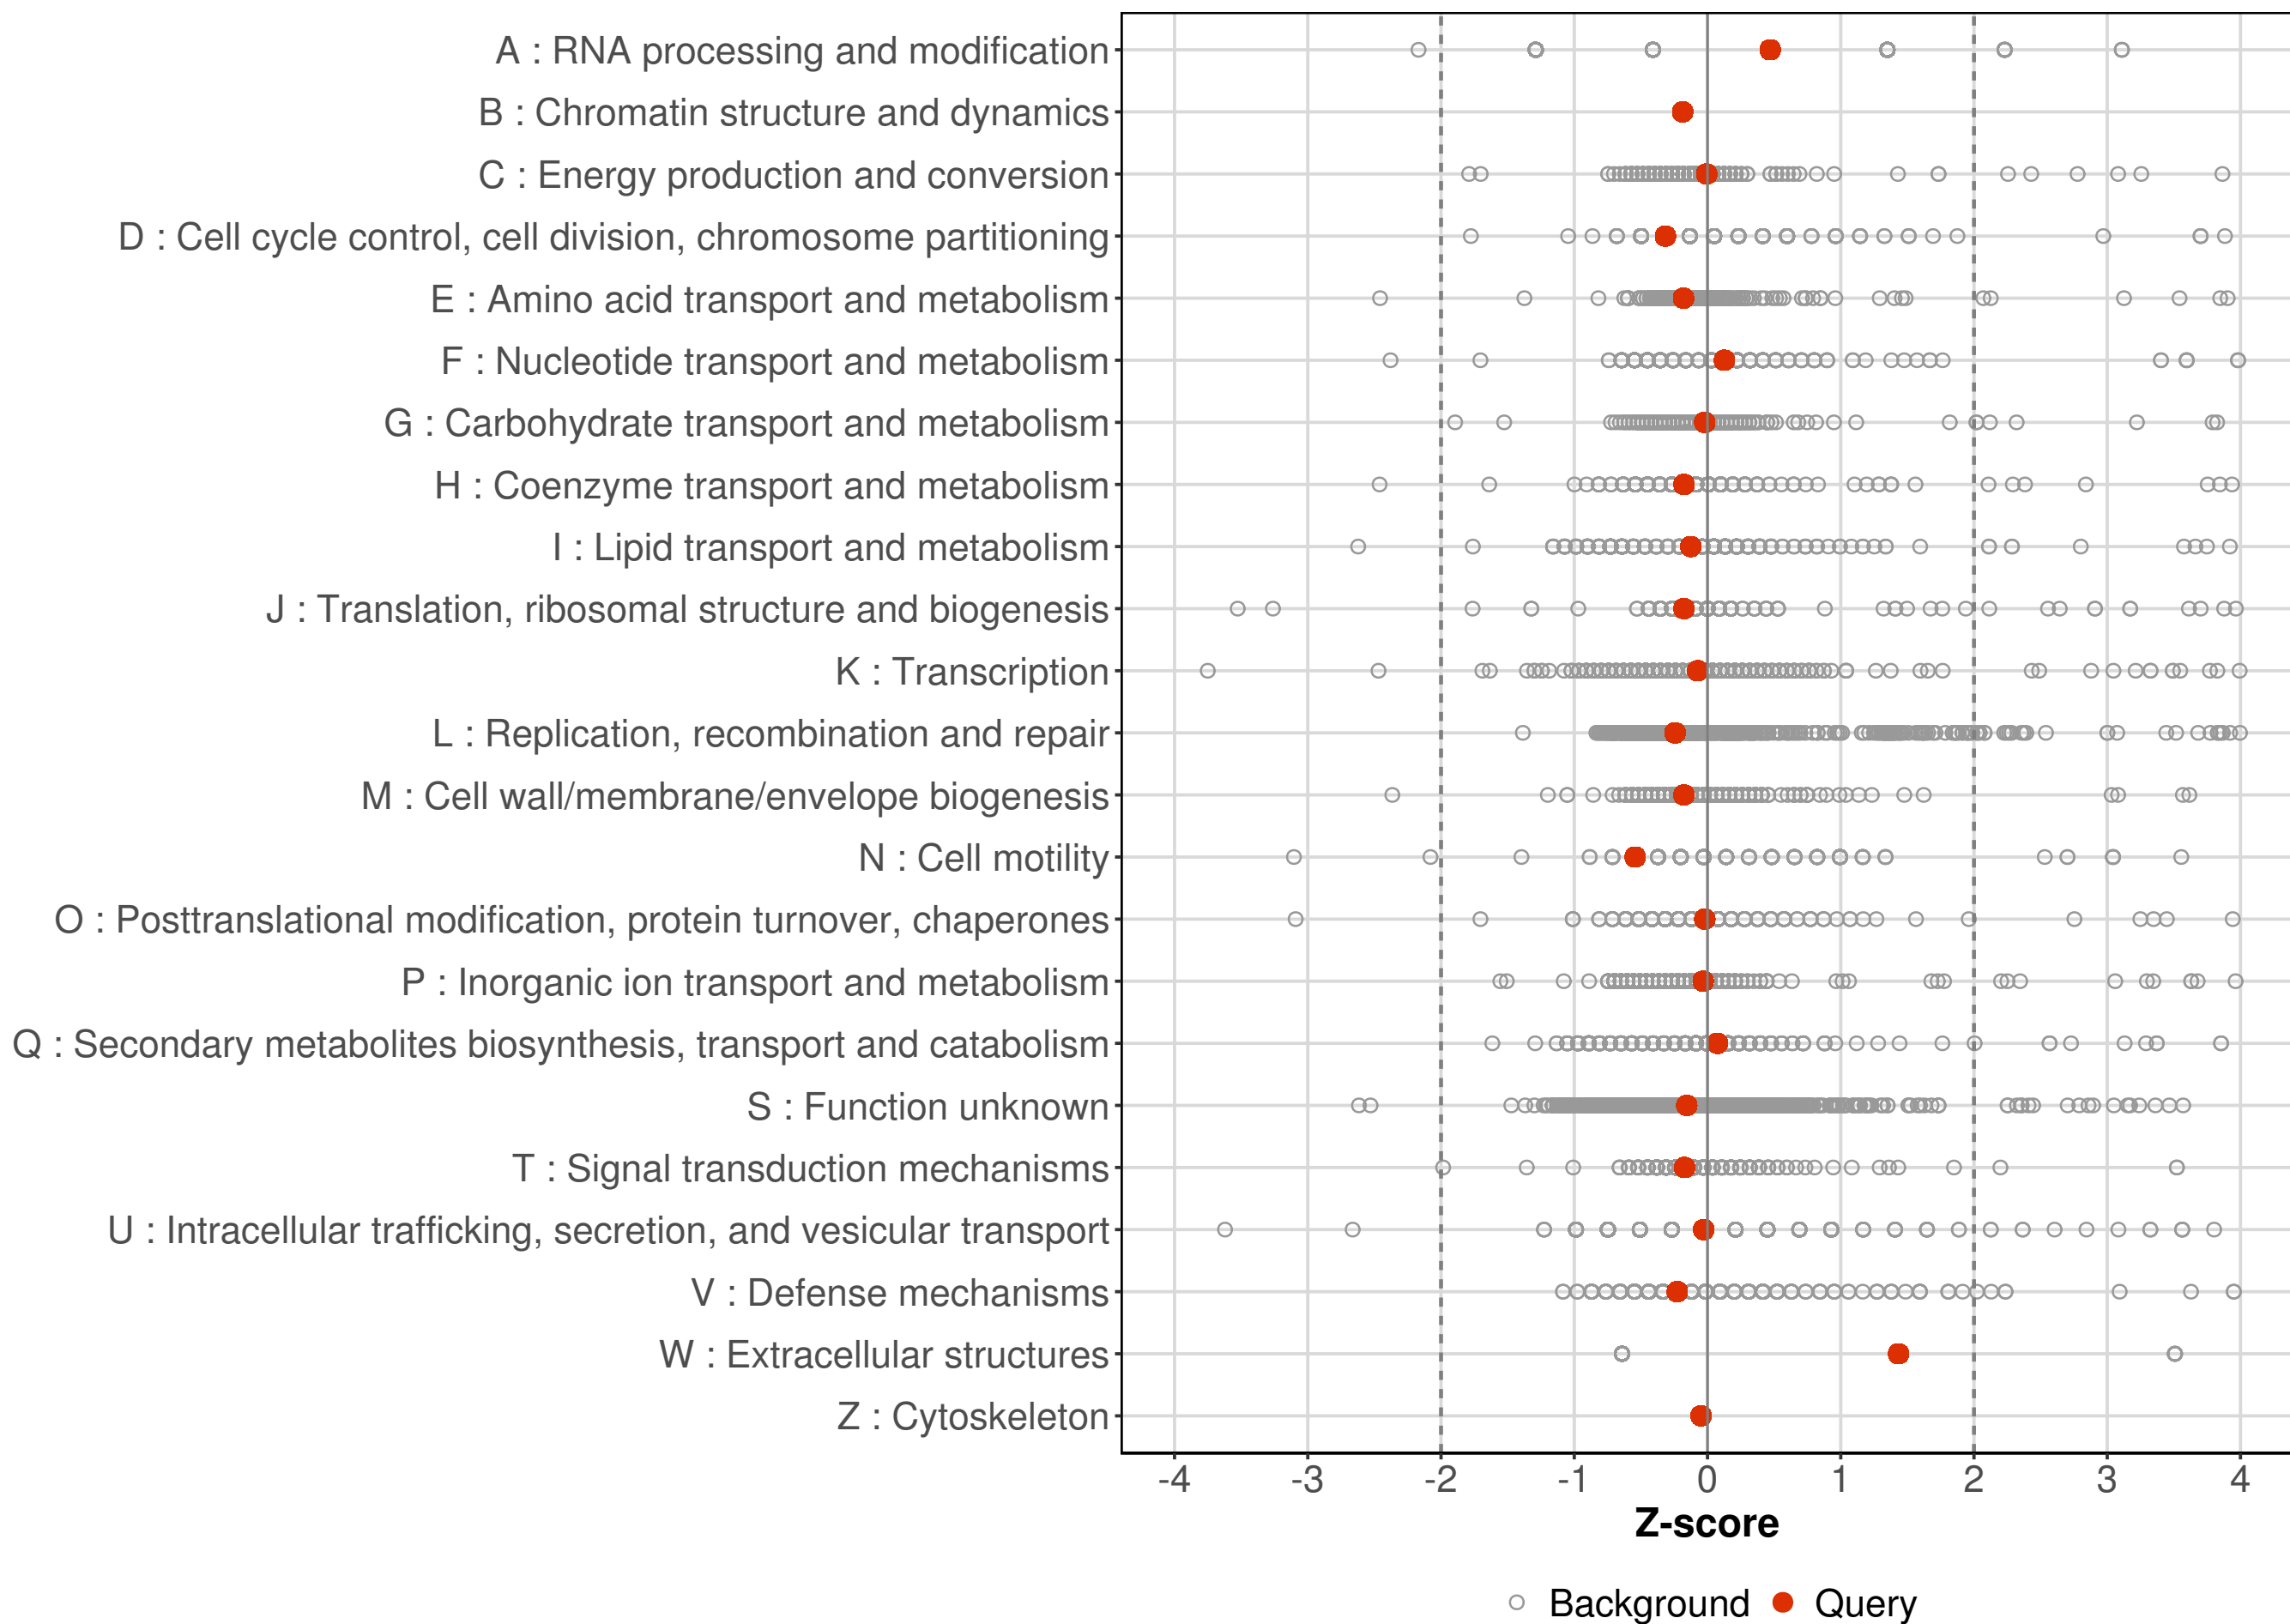 A : RNA processing and modification
B : Chromatin structure and dynamics
C : Energy production and conversion
D : Cell cycle control, cell division, chromosome partitioning
E : Amino acid transport and metabolism
F : Nucleotide transport and metabolism
G : Carbohydrate transport and metabolism
H : Coenzyme transport and metabolism
I : Lipid transport and metabolism
J : Translation, ribosomal structure and biogenesis
K : Transcription
L : Replication, recombination and repair
M : Cell wall/membrane/envelope biogenesis
N : Cell motility
O : Posttranslational modification, protein turnover, chaperones
P : Inorganic ion transport and metabolism
Q : Secondary metabolites biosynthesis, transport and catabolism
S : Function unknown
T : Signal transduction mechanisms
U : Intracellular trafficking, secretion, and vesicular transport
V : Defense mechanisms
W : Extracellular structures
Z : Cytoskeleton
-4 -3 -2 -1 0 1 2 3 4
Z-score
Background Query